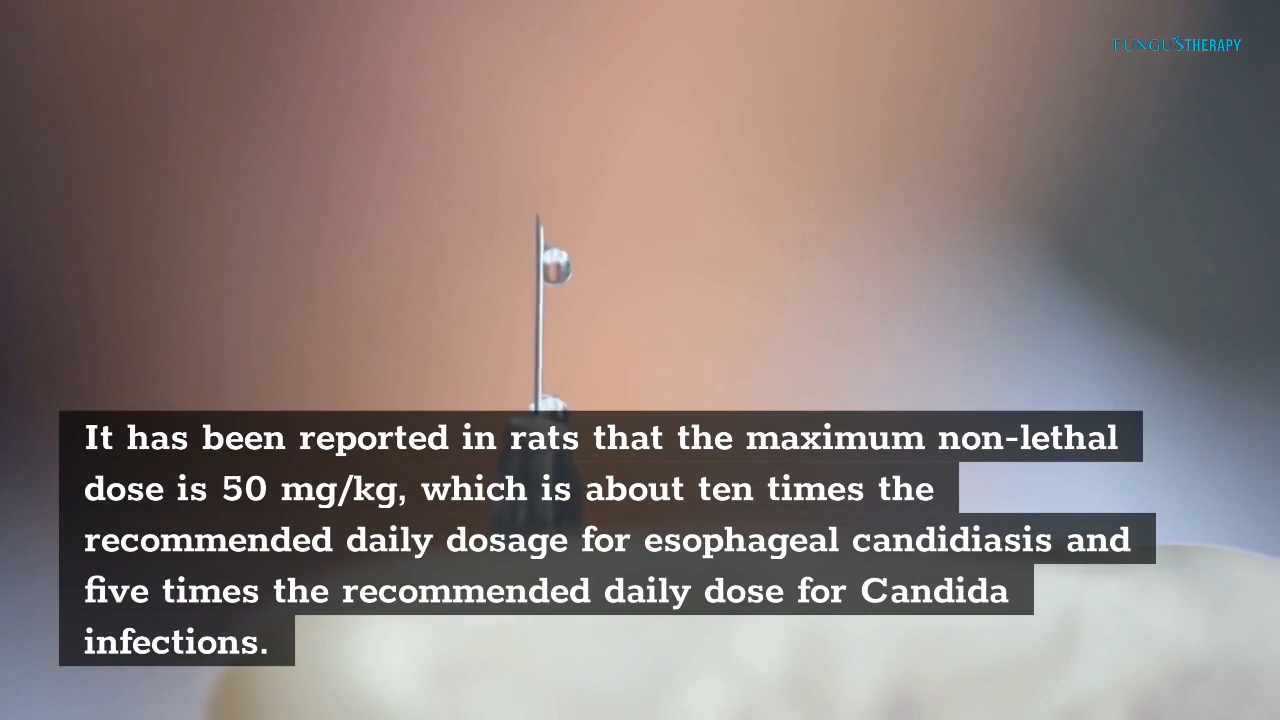 FUNGUSTHERAPY
It has been reported in rats that the maximum non-lethal
dose is 50 mg/kg, which is about ten times the
recommended daily dosage for esophageal candidiasis and
five times the recommended daily dose for Candida
infections.